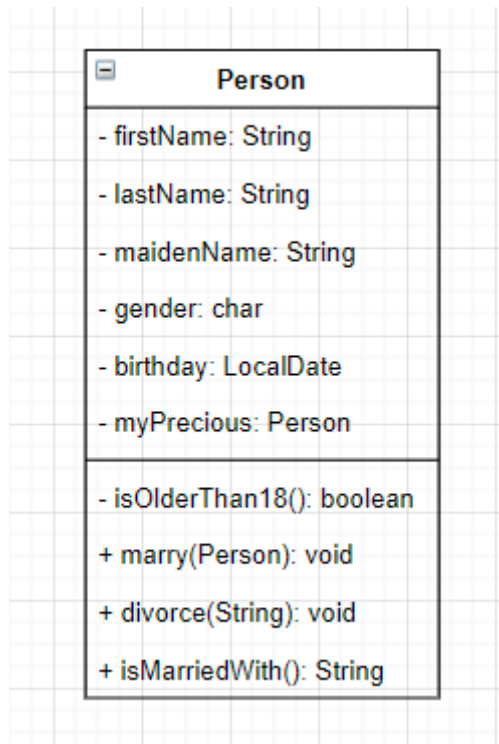 Person
- firstName: String
- lastName: String
- maidenName: String
- gender: char
- birthday: LocalDate
- myPrecious: Person
- isOlderThan18(): boolean
+ marry(Person): void
+ divorce(String): void
+ isMarriedWith(): String